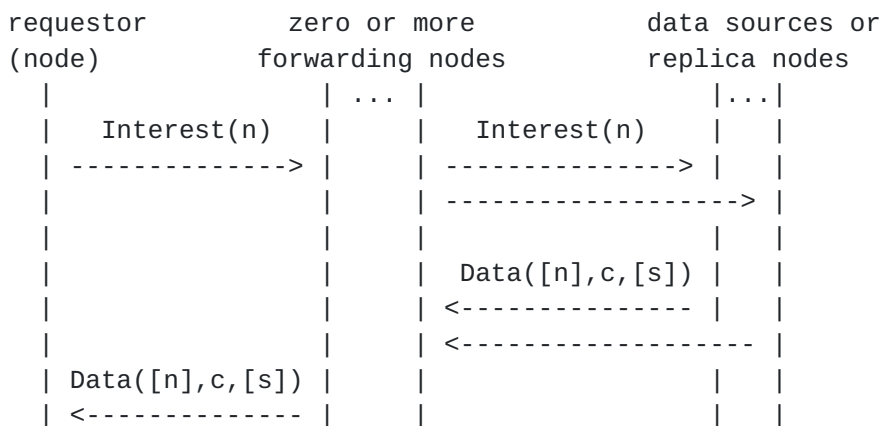 requestor         zero or more           data sources or
(node)          forwarding nodes         replica nodes
  |                  | ... |                   |...|
  |   Interest(n)    |     |   Interest(n)     |   |
  | --------------> |     | ---------------> |   |
  |                  |     | -------------------> |
  |                  |     |                   |   |
  |                  |     |  Data([n],c,[s])  |   |
  |                  |     | <---------------  |   |
  |                  |     | <------------------- |
  | Data([n],c,[s])  |     |                   |   |
  | <-------------- |     |                   |   |